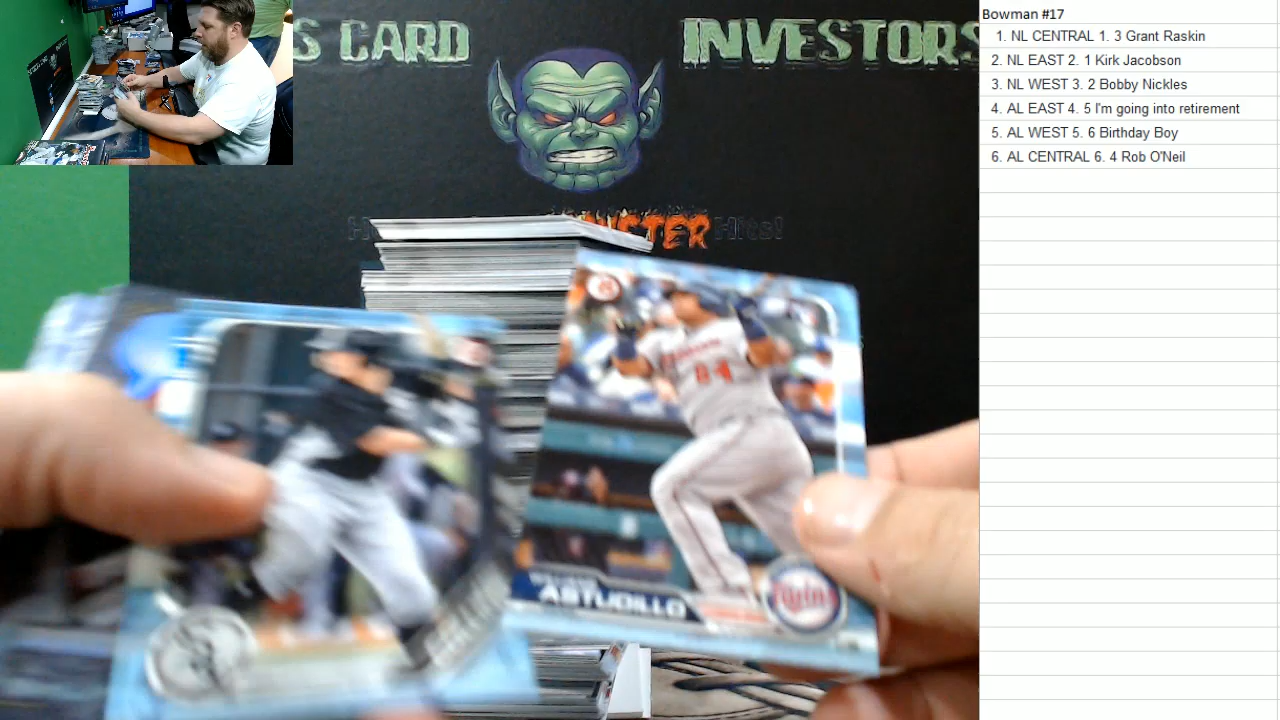 Bowman #17
1. NL CENTRAL 1. 3 Grant Raskin
2. NL EAST 2. 1 Kirk Jacobson
3. NL WEST 3. 2 Bobby Nickles
4. AL EAST 4. 5 I'm going into retirement
5. AL WEST 5. 6 Birthday Boy
6. AL CENTRAL 6. 4 Rob O'Neil
S CARD INVESTORS
Hits!
64
ASTUDILLO
Twins